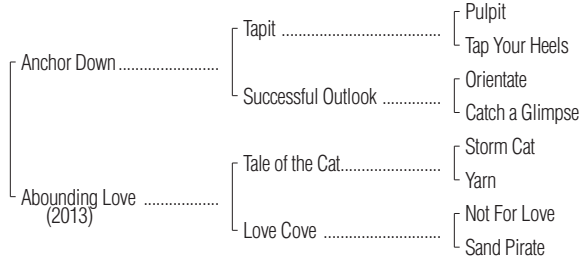 Pulpit
Tapit
Tap Your Heels
Anchor Down
Orientate
Successful Outlook
Catch a Glimpse
Storm Cat
Tale of the Cat
Yarn
Abounding Love
(2013)
Not For Love
Love Cove
Sand Pirate